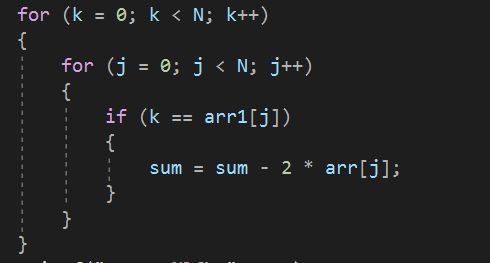 for (k = 0; k < N; k++)
{
for (j = 0; j < N; j++)
{
if (k == arr1[j])
{
sum = sum - 2 * arr[j];
}
}
}